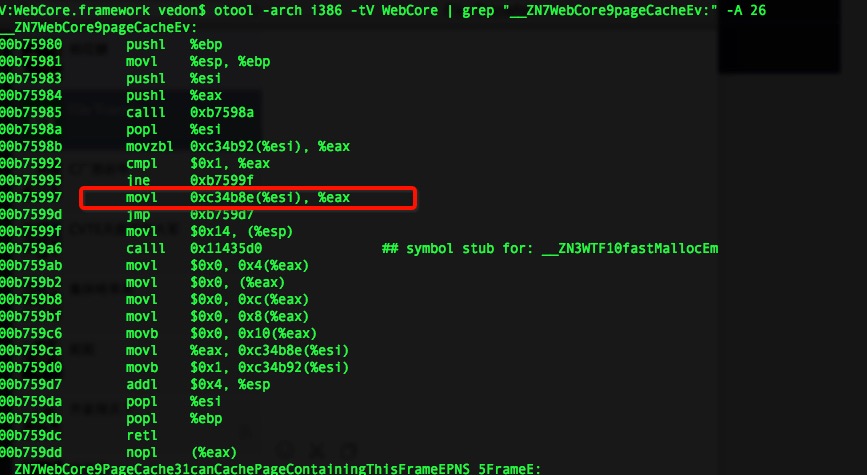 V:WebCore.framework vedon$ otool -arch i386 -tV WebCore | grep "__ZN7WebCore9pageCacheEv:" -A 26
__ZN7WebCore9pageCacheEv:
00b75980 pushl %ebp
00b75981 movl %esp, %ebp
00b75983 pushl %esi
00b75984 pushl %eax
00b75985 calll 0xb7598a
00b7598a popl %esi
00b7598b movzbl 0xc34b92(%esi), %eax
00b75992 cmpl $0x1, %eax
00b75995 jne 0xb7599f
00b75997 movl 0xc34b8e(%esi), %eax
00b7599d jmp 0xb759d7
00b7599f movl $0x14, (%esp)
00b759a6 calll 0x11435d0 ## symbol stub for: __ZN3WTF10fastMallocEm
00b759ab movl $0x0, 0x4(%eax)
00b759b2 movl $0x0, (%eax)
00b759b8 movl $0x0, 0xc(%eax)
00b759bf movl $0x0, 0x8(%eax)
00b759c6 movb $0x0, 0x10(%eax)
00b759ca movl %eax, 0xc34b8e(%esi)
00b759d0 movb $0x1, 0xc34b92(%esi)
00b759d7 addl $0x4, %esp
00b759da popl %esi
00b759db popl %ebp
00b759dc retl
00b759dd nopl (%eax)
__ZN7WebCore9PageCache31canCachePageContainingThisFrameEPNS_5FrameE: